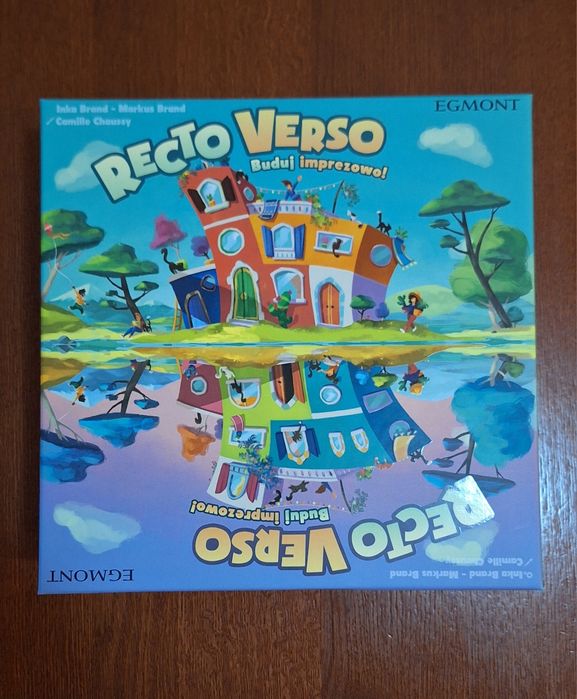 Inka Brand - Markus Brand
Camille Chaussy
EGMONT
RECTO VERSO
Buduj imprezowo!
Buduj imprezowo!
RECTO VERSO
EGMONT
Inka Brand - Markus Brand
Camille Chaussy